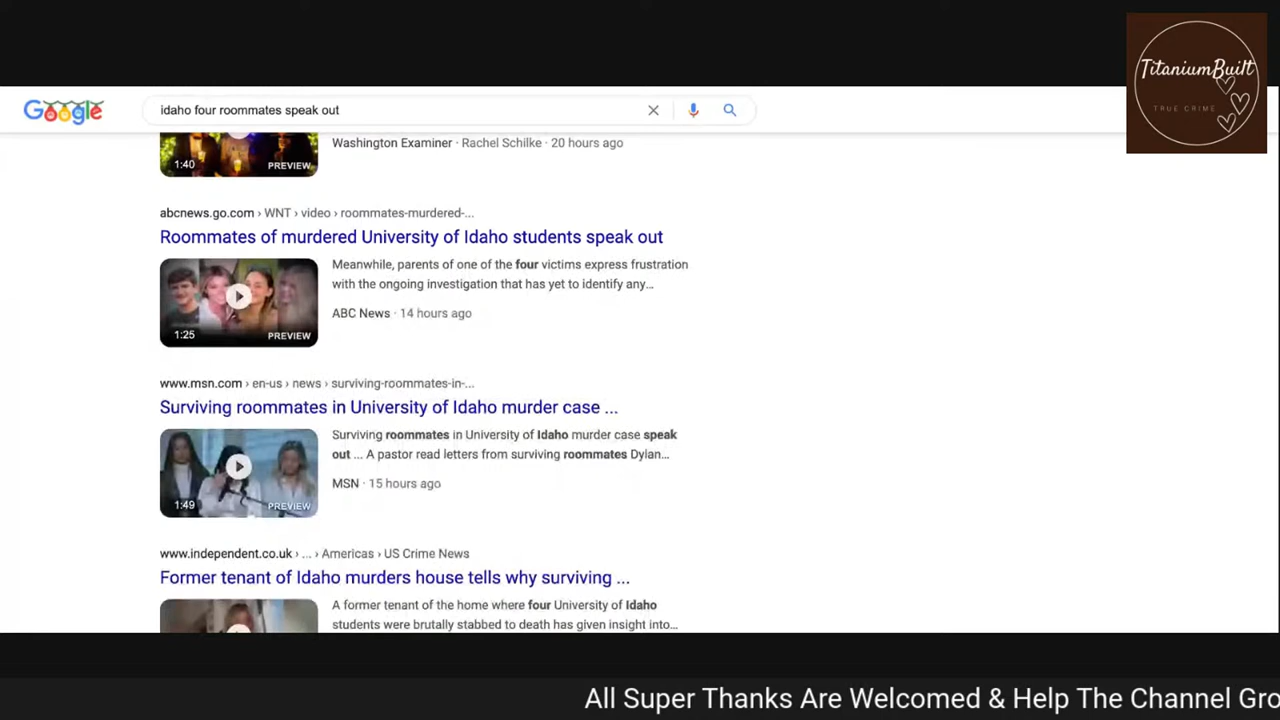 TitaniumBuilt
TRUE CRIME
Google
idaho four roommates speak out
1:40
PREVIEW
Washington Examiner · Rachel Schilke · 20 hours ago
abcnews.go.com › WNT › video › roommates-murdered-...
Roommates of murdered University of Idaho students speak out
1:25
PREVIEW
Meanwhile, parents of one of the four victims express frustration
with the ongoing investigation that has yet to identify any...
ABC News · 14 hours ago
www.msn.com › en-us › news › surviving-roommates-in-...
Surviving roommates in University of Idaho murder case ...
1:49
PREVIEW
Surviving roommates in University of Idaho murder case speak
out ... A pastor read letters from surviving roommates Dylan...
MSN · 15 hours ago
www.independent.co.uk › ... › Americas › US Crime News
Former tenant of Idaho murders house tells why surviving ...
A former tenant of the home where four University of Idaho
students were brutally stabbed to death has given insight into...
All Super Thanks Are Welcomed & Help The Channel Gro